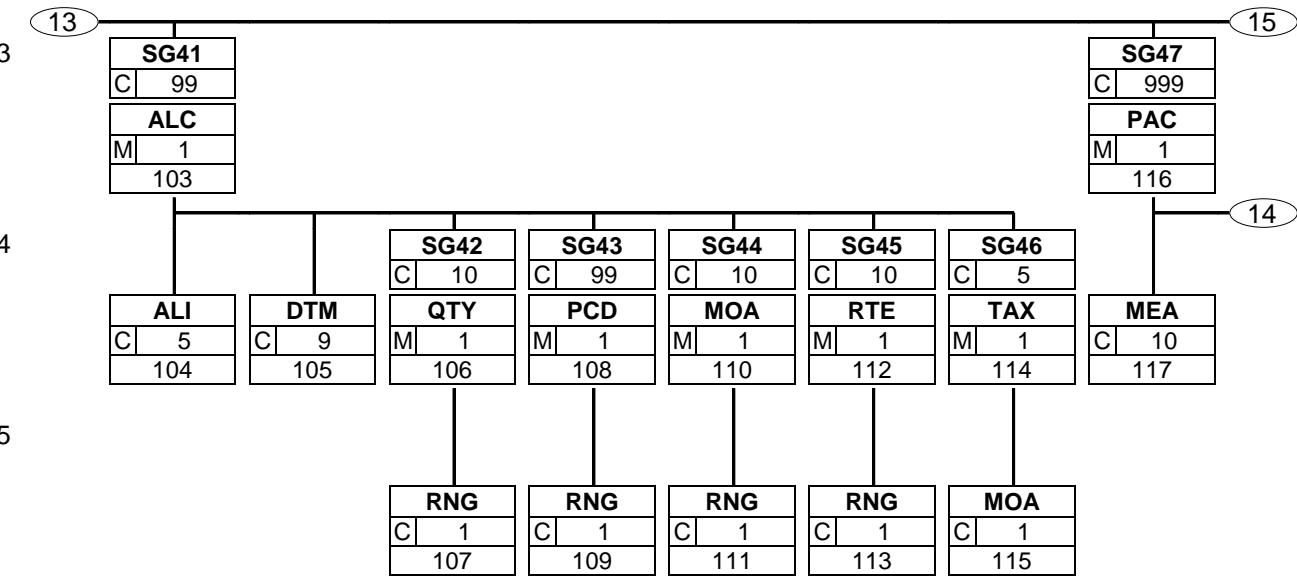 13 15
3 SG41 SG47
C 99 C 999
ALC PAC
M 1 M 1
103 116
14
4 SG42 SG43 SG44 SG45 SG46
C 10 C 99 C 10 C 10 C 5
ALI DTM QTY PCD MOA RTE TAX MEA
C 5 C 9 M 1 M 1 M 1 M 1 M 1 C 10
104 105 106 108 110 112 114 117
5
RNG RNG RNG RNG MOA
C 1 C 1 C 1 C 1 C 1
107 109 111 113 115